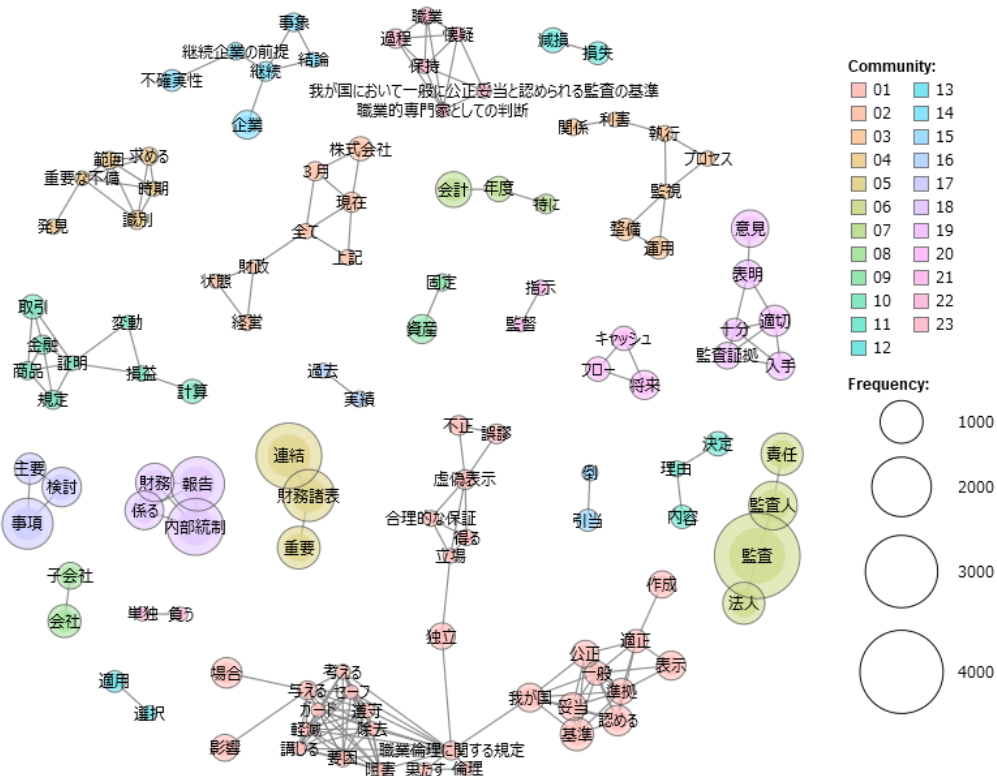 事象
継続企業の前提
結論
継続
不確実性
企業
職業
過程
懐疑
保持
我が国において一般に公正妥当と認められる監査の基準
職業的専門家としての判断
減損
損失
関係
利害
執行
プロセス
監視
整備
運用
範囲
求める
重要な不備
時期
識別
発見
株式会社
3月
現在
全て
上記
財政
状態
経営
会計
年度
特に
意見
表明
十分
適切
監査証拠
入手
固定
資産
指示
監督
キャッシュ
フロー
将来
取引
変動
金融
証明
商品
損益
規定
計算
過去
実績
主要
検討
事項
財務
報告
係る
内部統制
連結
財務諸表
重要
不正
誤謬
虚偽表示
合理的な保証
得る
立場
独立
倒
引当
決定
理由
内容
責任
監査人
監査
法人
子会社
会社
単独
負う
適用
選択
場合
影響
考える
与える
セーフ
ガード
遵守
軽減
除去
講じる
要因
阻害
果たす
倫理
職業倫理に関する規定
作成
適正
公正
一般
表示
我が国
妥当
準拠
認める
基準
Community:
01
02
03
04
05
06
07
08
09
10
11
12
13
14
15
16
17
18
19
20
21
22
23
Frequency:
1000
2000
3000
4000